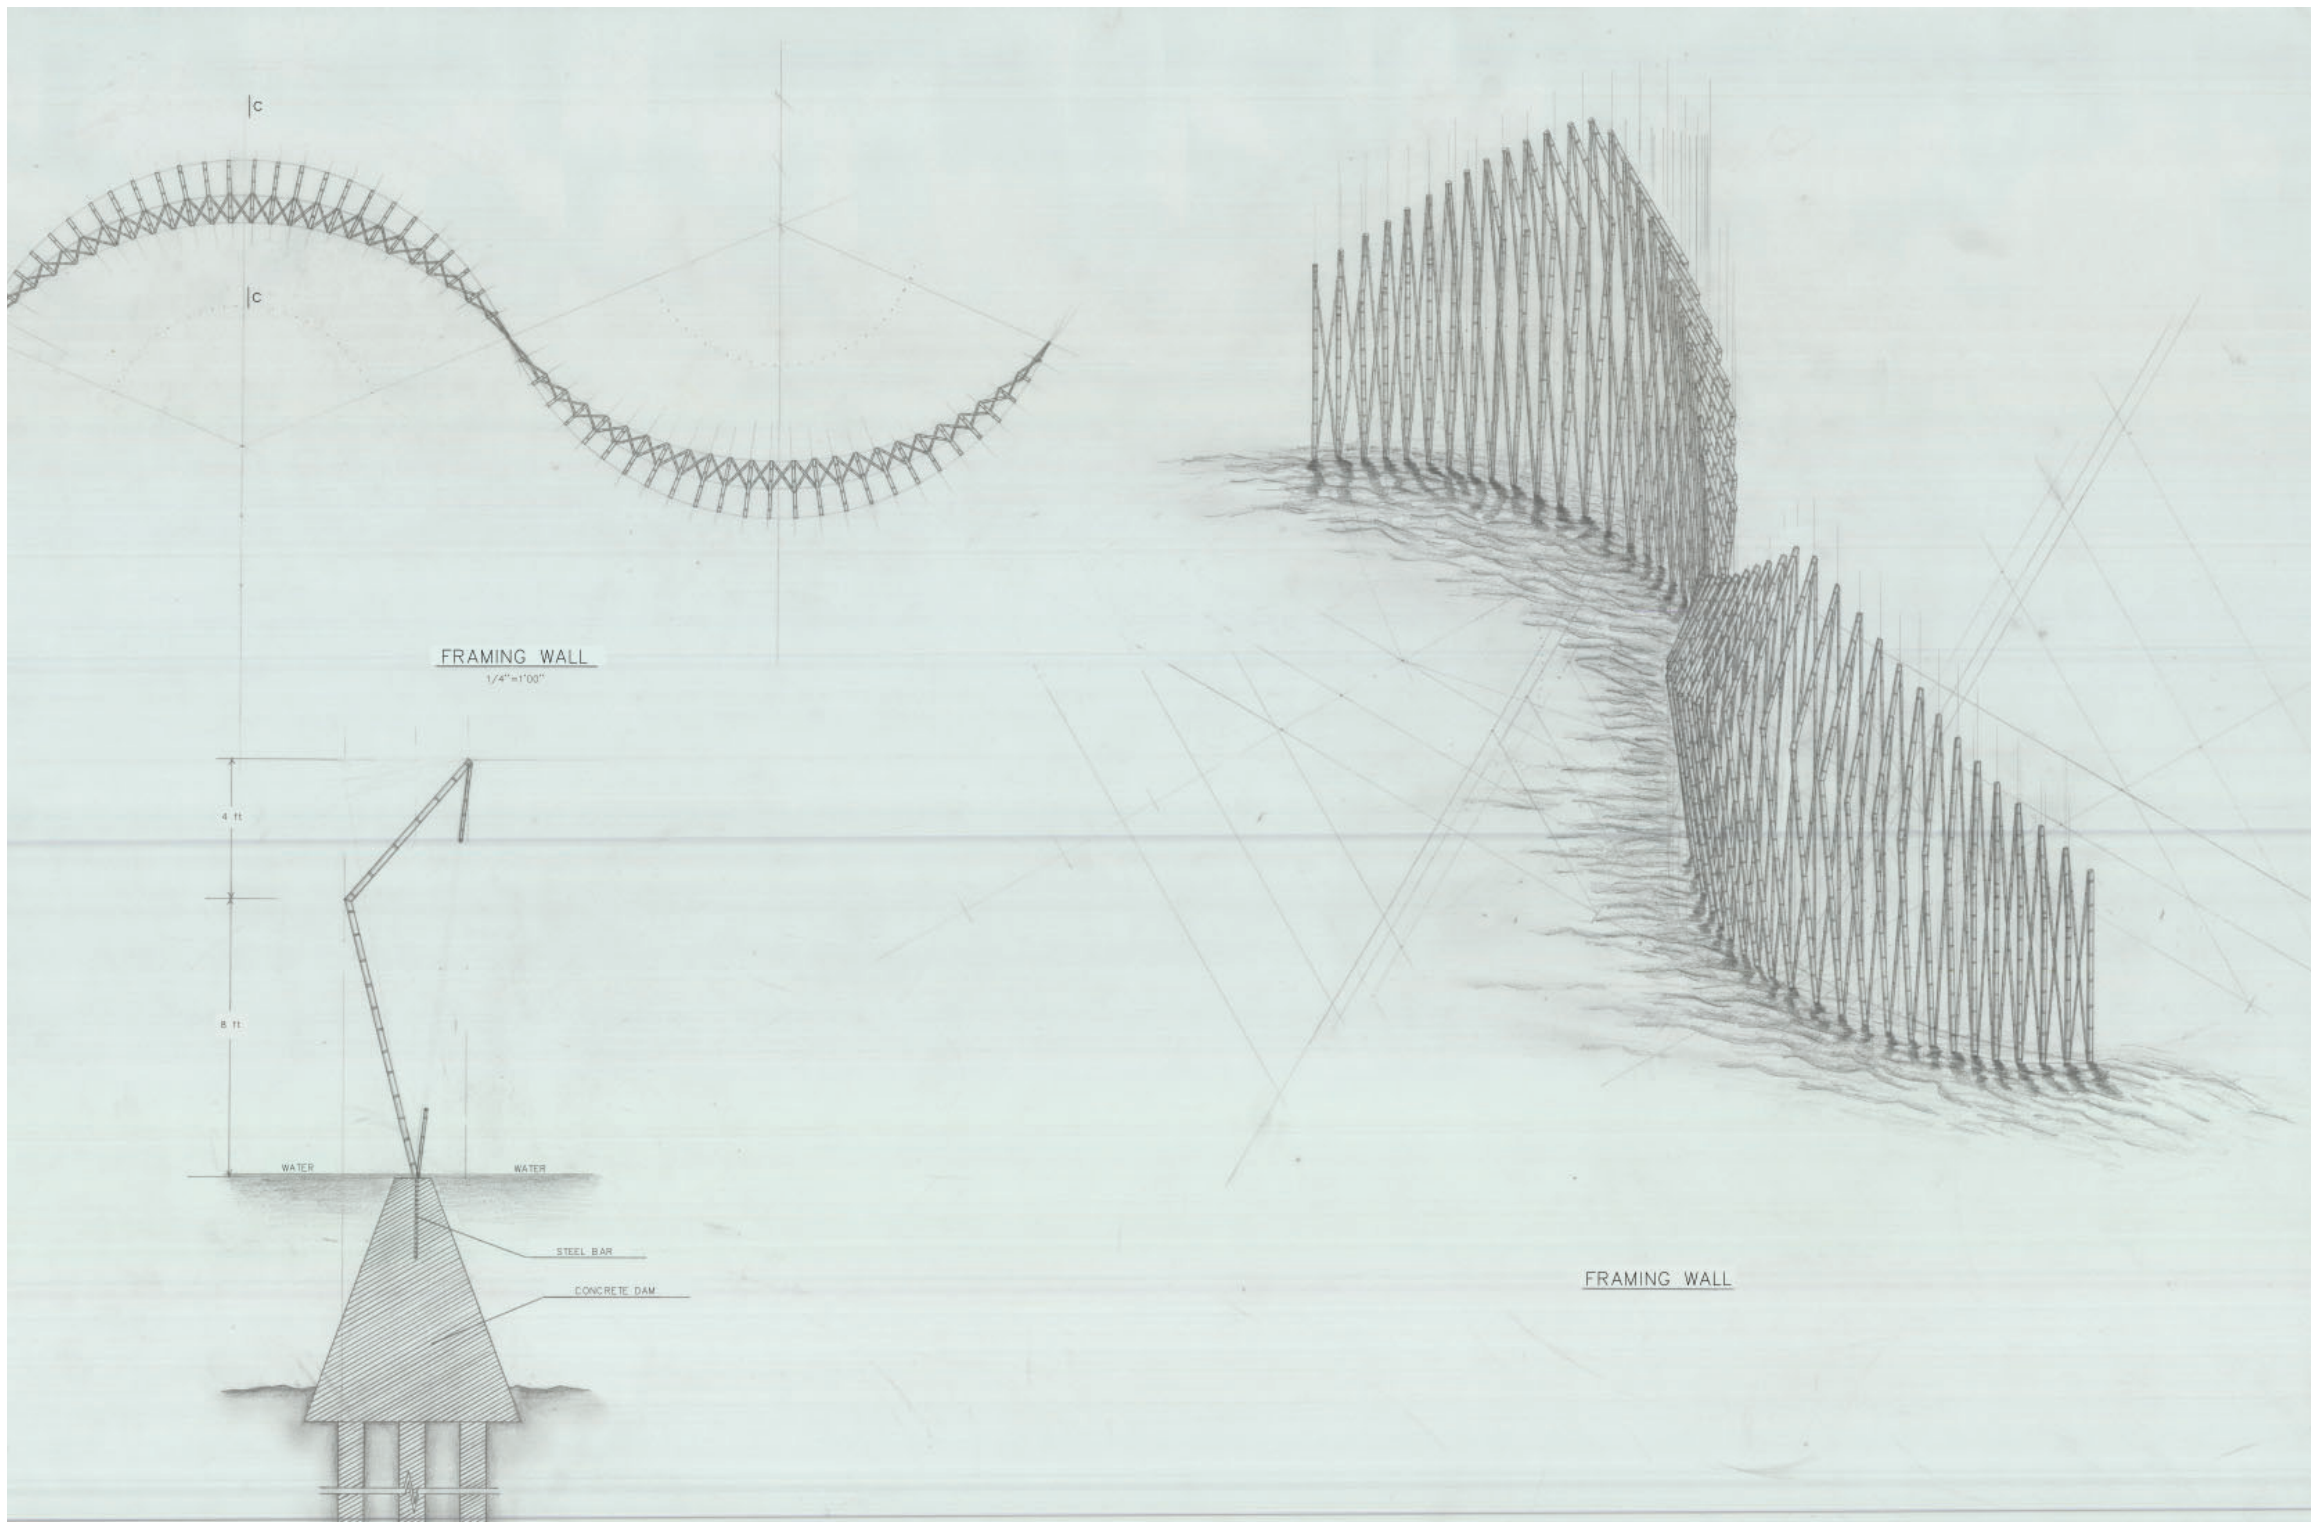 C
C
FRAMING WALL
1/4"=1'00"
4 ft
8 ft
WATER
WATER
STEEL BAR
CONCRETE DAM
FRAMING WALL